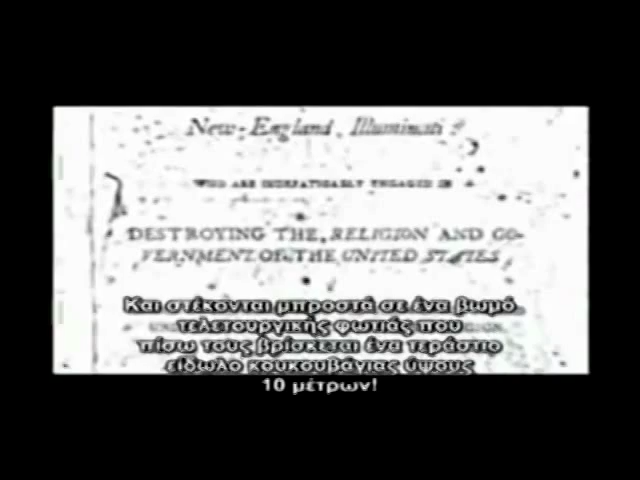 New-England Illuminati:
WHO ARE INDEFATIGABLY ENGAGED IN
DESTROYING THE RELIGION AND GO-
VERNMENT OF THE UNITED STATES
Και στέκονται μπροστά σε ένα βωμό
τελετουργικής φωτιάς που
πίσω τους βρίσκεται ένα τεράστιο
είδωλο κουκουβάγιας ύψους
10 μέτρων!